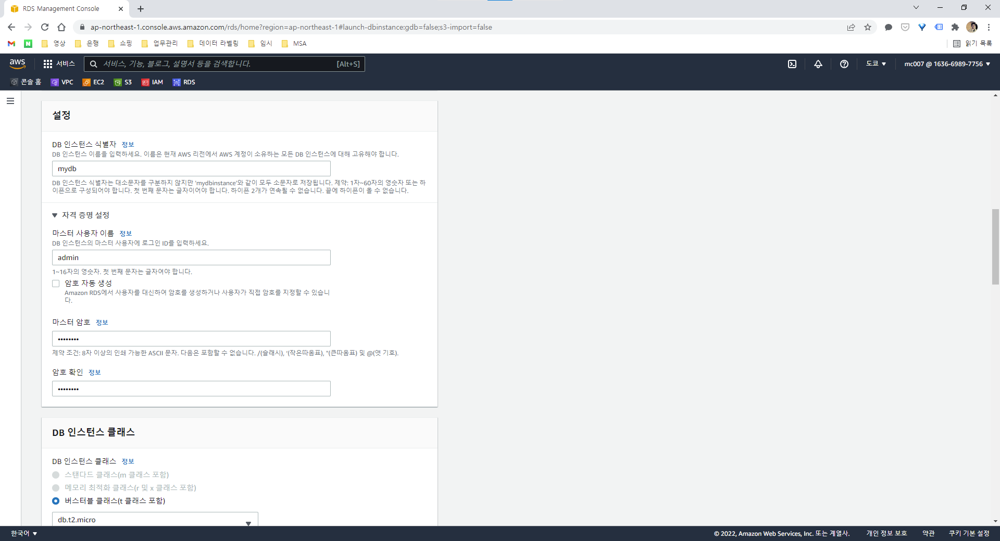 RDS Management Console
ap-northeast-1.console.aws.amazon.com/rds/home?region=ap-northeast-1#launch-dbinstance:gdb=false;s3-import=false
영상 은행 쇼핑 업무관리 데이터 라벨링 임시 MSA 읽기 목록
aws 서비스 서비스, 기능, 블로그, 설명서 등을 검색합니다. [Alt+S] 도쿄 ▼ mc007 @ 1636-6989-7756 ▼
콘솔 홈 VPC EC2 S3 IAM RDS
설정
DB 인스턴스 식별자 정보
DB 인스턴스 이름을 입력하세요. 이름은 현재 AWS 리전에서 AWS 계정이 소유하는 모든 DB 인스턴스에 대해 고유해야 합니다.
mydb
DB 인스턴스 식별자는 대소문자를 구분하지 않지만 'mydbinstance'와 같이 모두 소문자로 저장됩니다. 제약: 1자~60자의 영숫자 또는 하
이픈으로 구성되어야 합니다. 첫 번째 문자는 글자이어야 합니다. 하이픈 2개가 연속될 수 없습니다. 끝에 하이픈이 올 수 없습니다.
▼ 자격 증명 설정
마스터 사용자 이름 정보
DB 인스턴스의 마스터 사용자에 로그인 ID를 입력하세요.
admin
1~16자의 영숫자. 첫 번째 문자는 글자여야 합니다.
암호 자동 생성
Amazon RDS에서 사용자를 대신하여 암호를 생성하거나 사용자가 직접 암호를 지정할 수 있습니
다.
마스터 암호 정보
••••••••
제약 조건: 8자 이상의 인쇄 가능한 ASCII 문자. 다음은 포함할 수 없습니다. /(슬래시), '(작은따옴표), "(큰따옴표) 및 @(앳 기호).
암호 확인 정보
••••••••
DB 인스턴스 클래스
DB 인스턴스 클래스 정보
스탠다드 클래스(m 클래스 포함)
메모리 최적화 클래스(r 및 x 클래스 포함)
버스터블 클래스(t 클래스 포함)
db.t2.micro
한국어 ▼ © 2022, Amazon Web Services, Inc. 또는 계열사. 개인 정보 보호 약관 쿠키 기본 설정